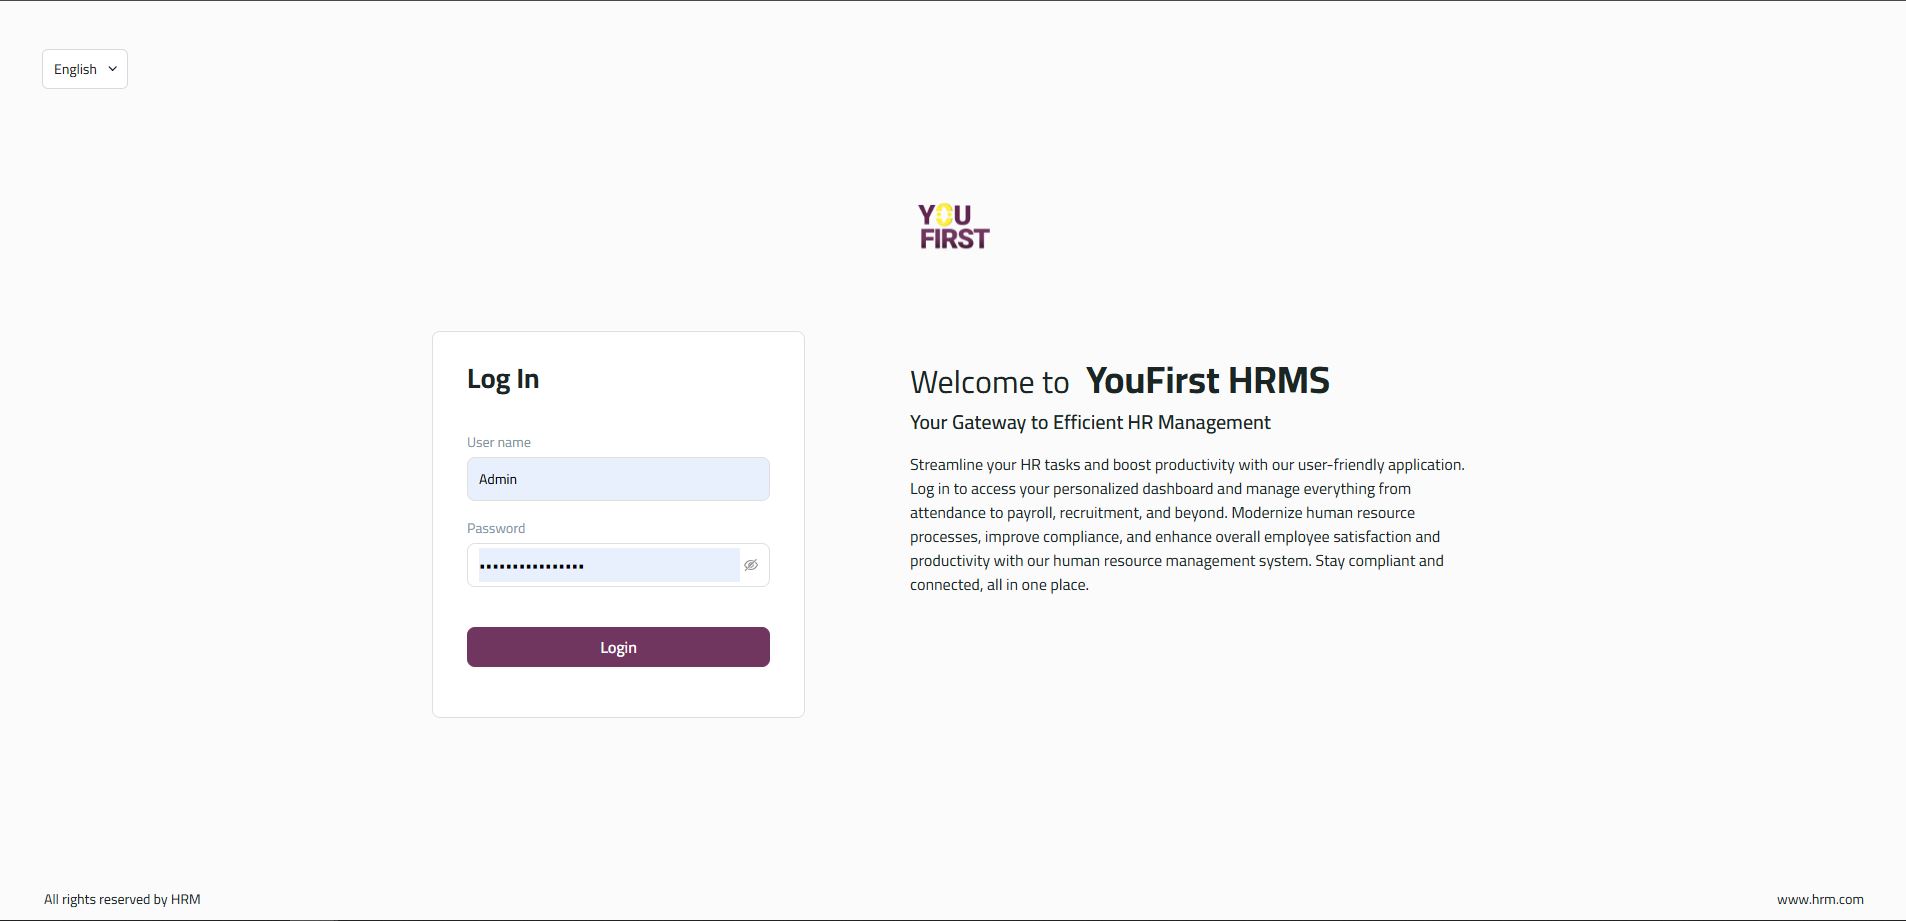 English
YOU
FIRST
Log In
User name
Admin
Password
Login
Welcome to YouFirst HRMS
Your Gateway to Efficient HR Management
Streamline your HR tasks and boost productivity with our user-friendly application.
Log in to access your personalized dashboard and manage everything from
attendance to payroll, recruitment, and beyond. Modernize human resource
processes, improve compliance, and enhance overall employee satisfaction and
productivity with our human resource management system. Stay compliant and
connected, all in one place.
All rights reserved by HRM
www.hrm.com